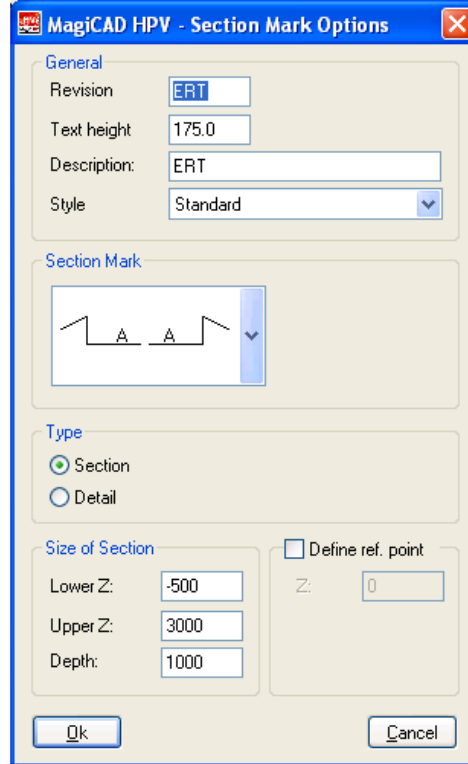 MagiCAD HPV - Section Mark Options
General
Revision ERT
Text height 175.0
Description: ERT
Style Standard
Section Mark
A A
Type
Section
Detail
Size of Section
Lower Z: -500
Upper Z: 3000
Depth: 1000
Define ref. point
Z: 0
Ok Cancel